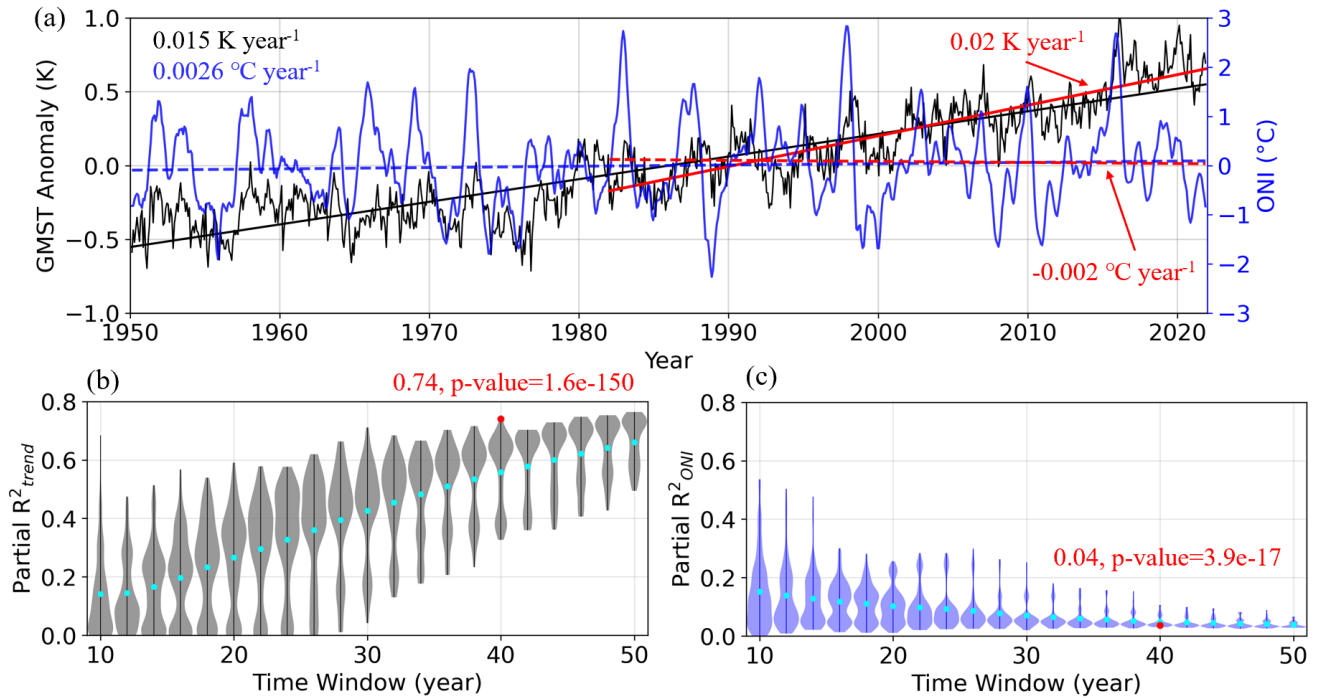 (a)
1.0
0.5
0.0
−0.5
−1.0
GMST Anomaly (K)
0.015 K year-1
0.0026 °C year-1
0.02 K year-1
-0.002 °C year-1
3
2
1
0
−1
−2
−3
ONI (°C)
1950 1960 1970 1980 1990 2000 2010 2020
Year
(b)
0.74, p-value=1.6e-150
0.8
0.6
0.4
0.2
0.0
Partial R2trend
10 20 30 40 50
Time Window (year)
(c)
0.8
0.6
0.4
0.2
0.0
Partial R2ONI
0.04, p-value=3.9e-17
10 20 30 40 50
Time Window (year)